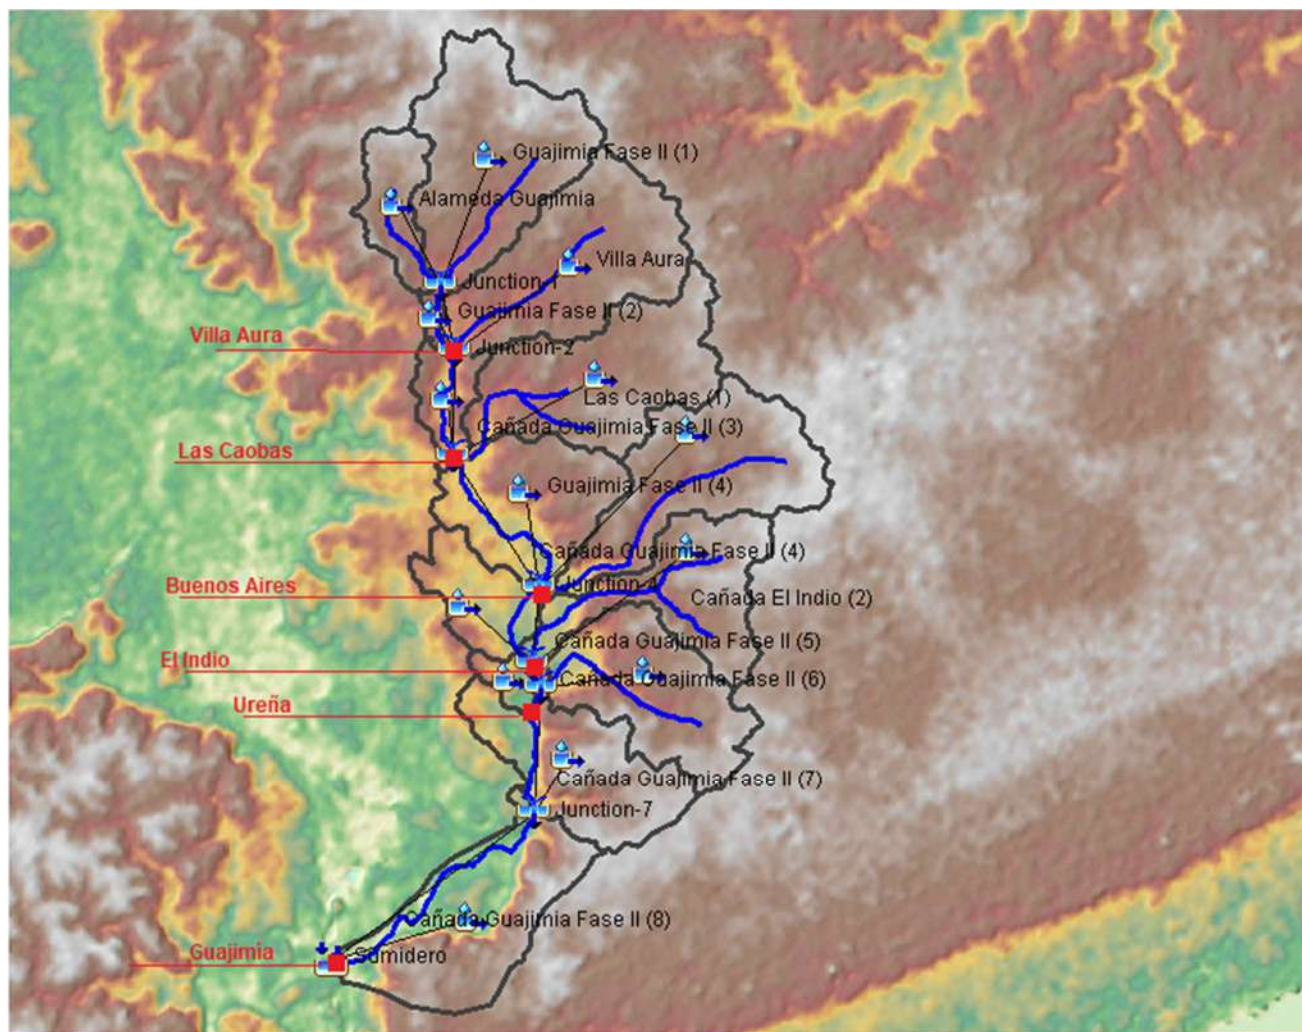 Guajimia Fase II (1)
Alameda Guajimia
Villa Aura
Junction-1
Guajimia Fase II (2)
Villa Aura
Junction-2
Las Caobas (1)
Cañada Guajimia Fase II (3)
Las Caobas
Guajimia Fase II (4)
Cañada Guajimia Fase II (4)
Buenos Aires
Junction-4
Cañada El Indio (2)
Cañada Guajimia Fase II (5)
El Indio
Cañada Guajimia Fase II (6)
Ureña
Cañada Guajimia Fase II (7)
Junction-7
Cañada Guajimia Fase II (8)
Guajimía
Sumidero